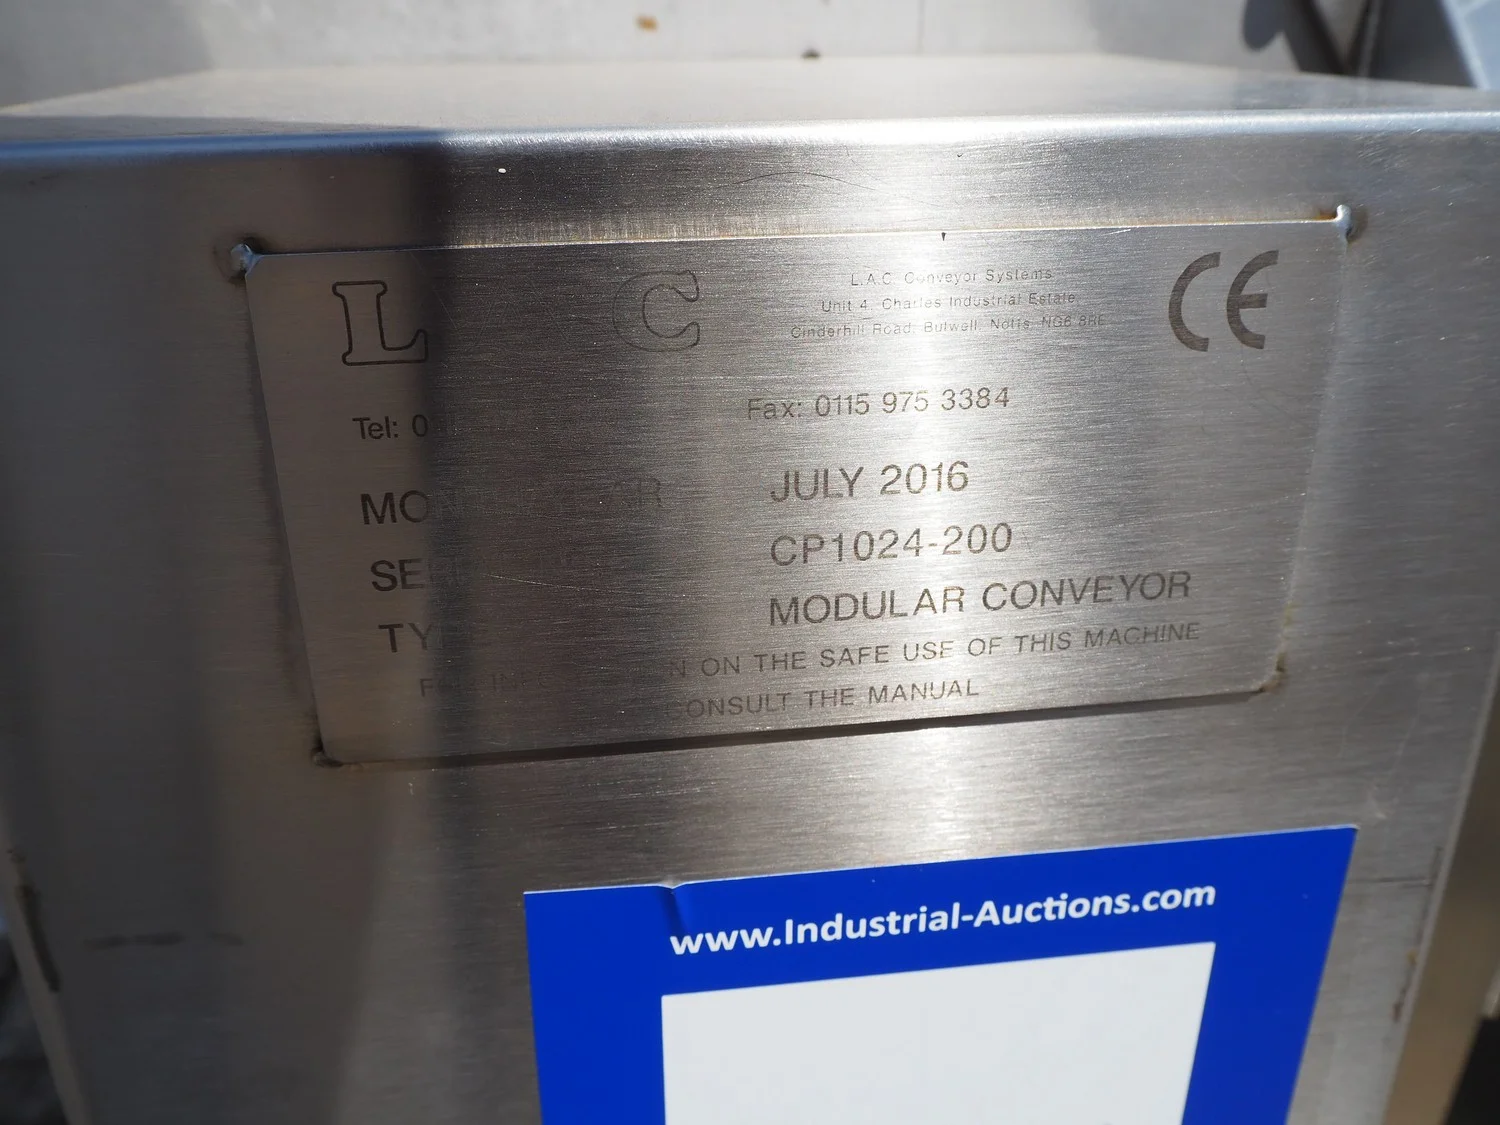 L C
L.A.C. Conveyor Systems
Unit 4, Charles Industrial Estate
Cinderhill Road, Bulwell, Notts. NG6 8RE
CE
Tel: 0
Fax: 0115 975 3384
JULY 2016
CP1024-200
MODULAR CONVEYOR
ON THE SAFE USE OF THIS MACHINE
CONSULT THE MANUAL
www.Industrial-Auctions.com